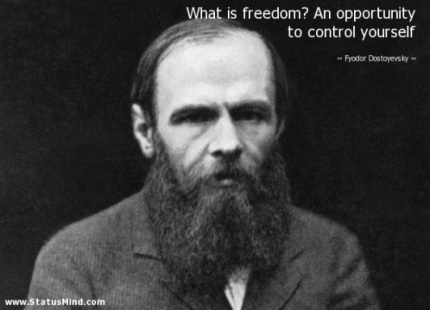 What is freedom? An opportunity
to control yourself
~ Fyodor Dostoyevsky ~
www.StatusMind.com